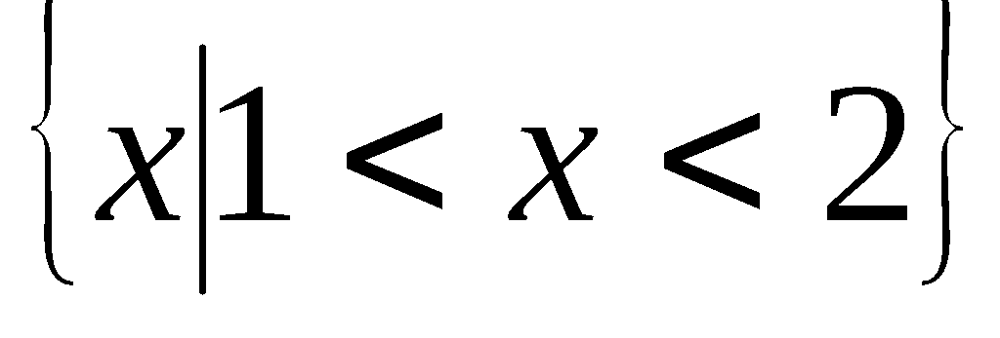 {x|1 < x < 2}